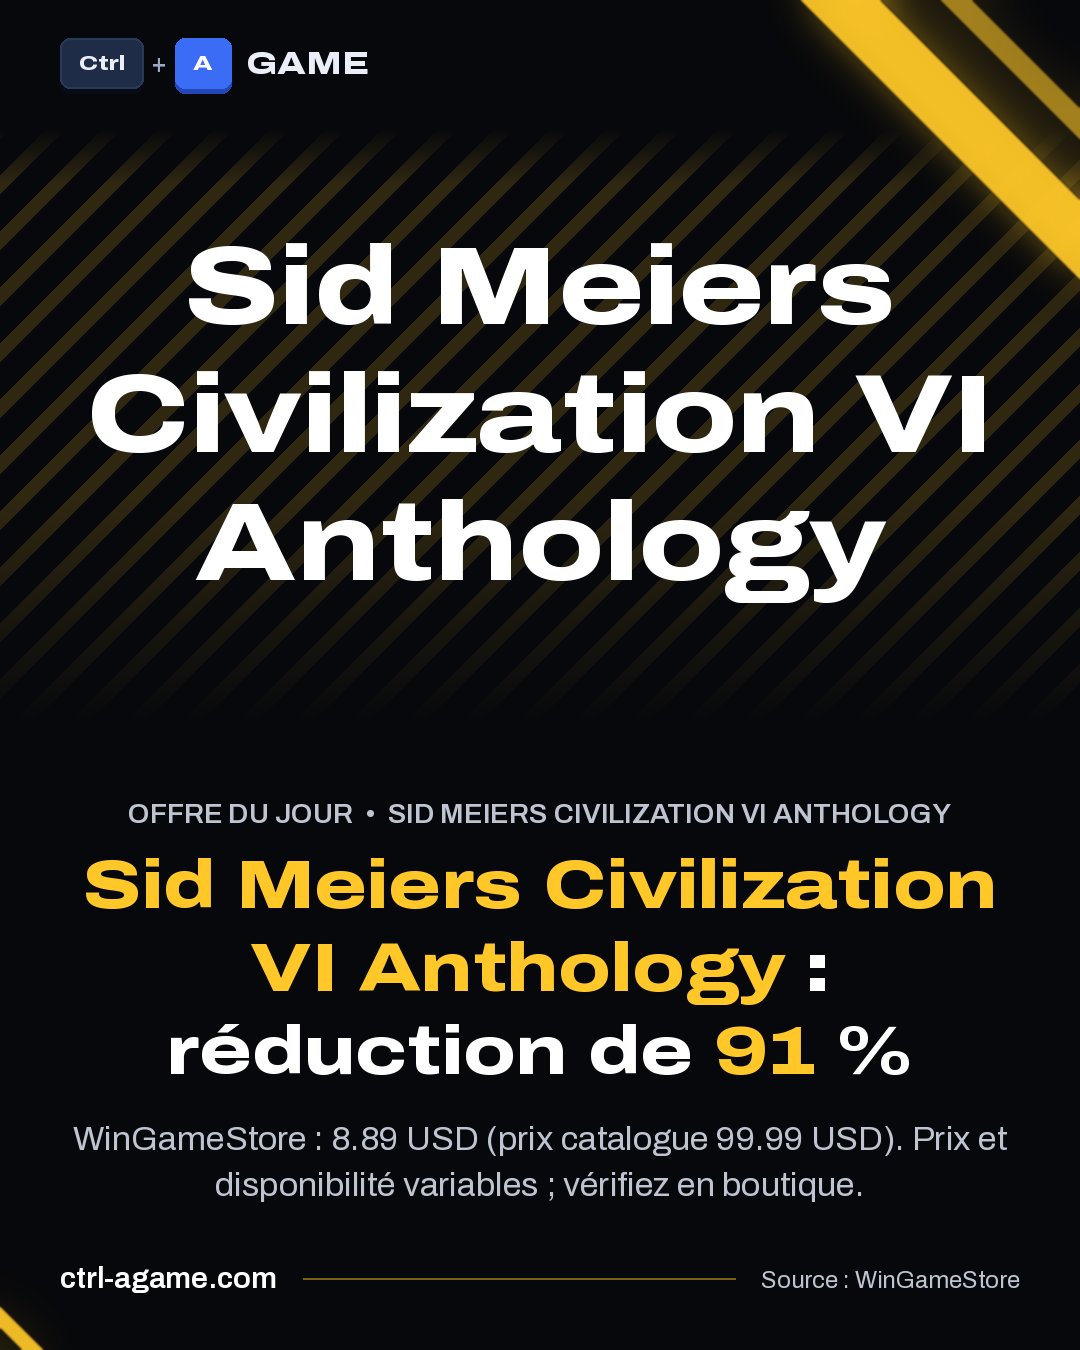 Ctrl + A GAME
Sid Meiers
Civilization VI
Anthology
OFFRE DU JOUR • SID MEIERS CIVILIZATION VI ANTHOLOGY
Sid Meiers Civilization
VI Anthology :
réduction de 91 %
WinGameStore : 8.89 USD (prix catalogue 99.99 USD). Prix et
disponibilité variables ; vérifiez en boutique.
ctrl-agame.com
Source : WinGameStore